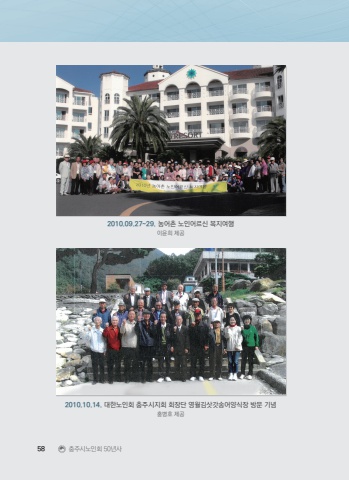 RESORT
2010.09.27~29. 농어촌 노인어르신 복지여행
이윤희 제공
2010.10.14. 대한노인회 충주시지회 회장단 영월김삿갓송어양식장 방문 기념
홍명호 제공
58 충주시노인회 50년사